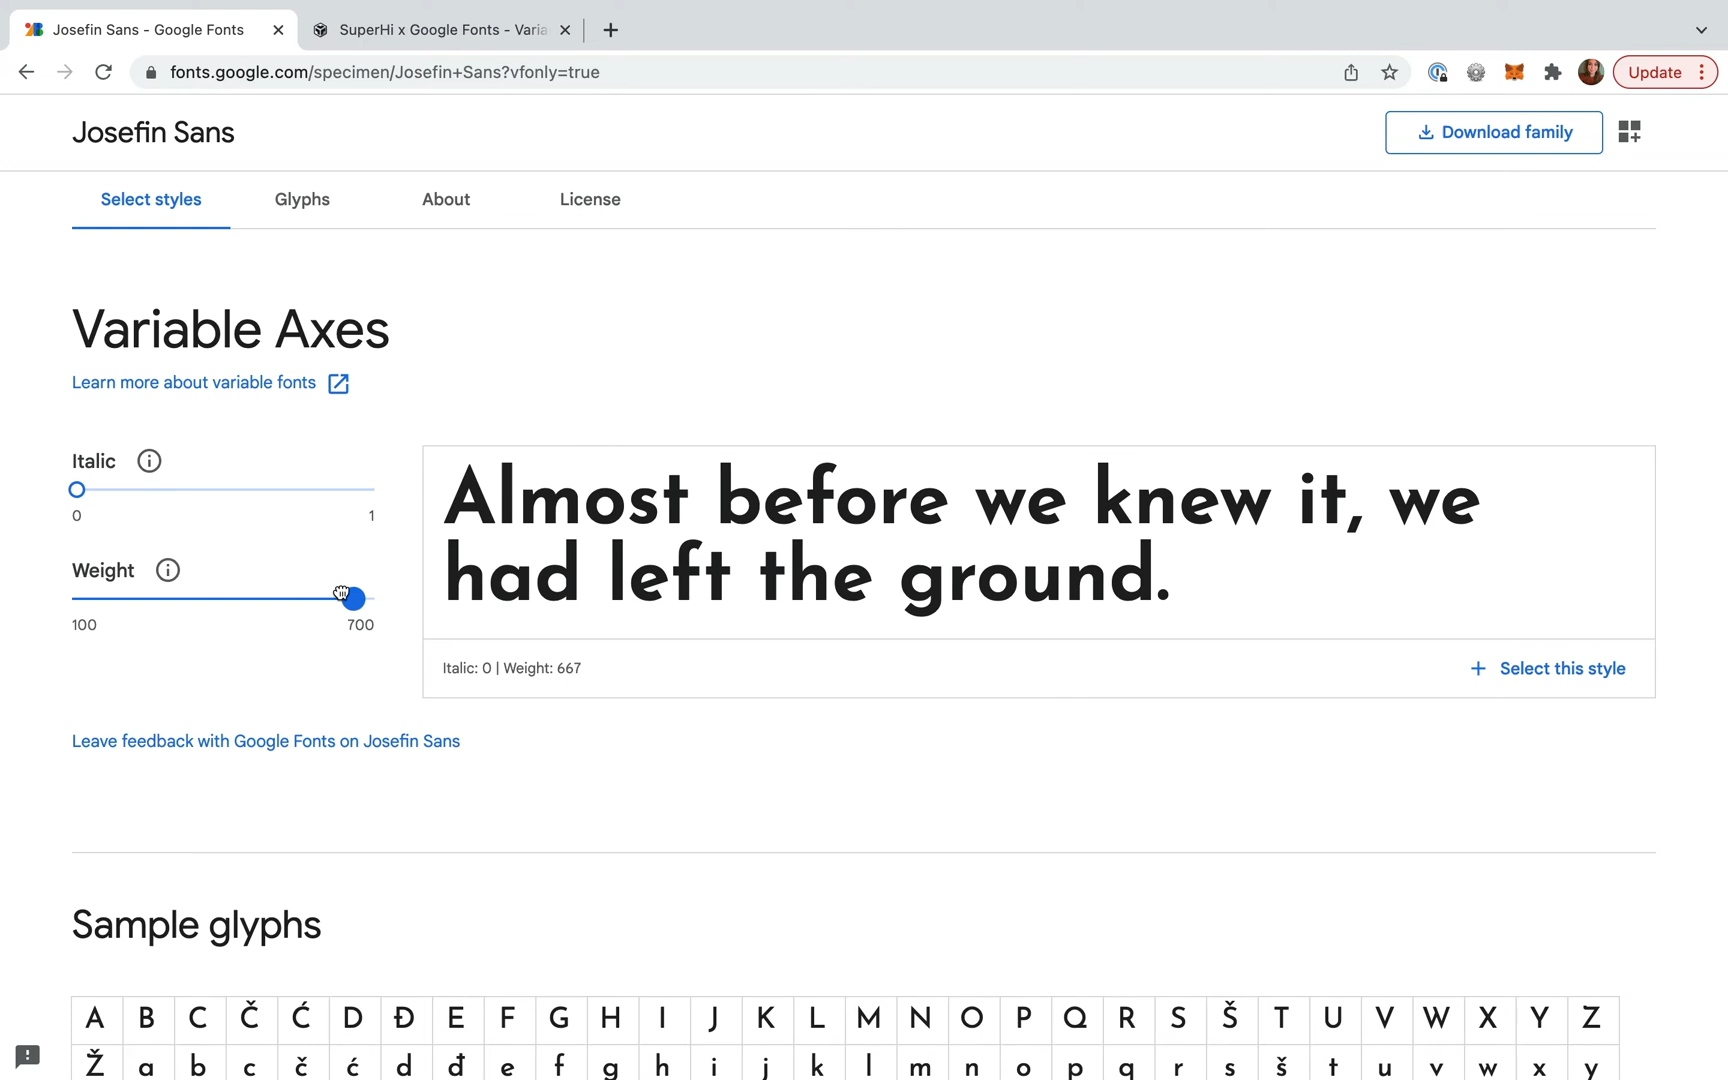 Josefin Sans - Google Fonts
SuperHi x Google Fonts - Varia
fonts.google.com/specimen/Josefin+Sans?vfonly=true
Update
Josefin Sans
Download family
Select styles
Glyphs
About
License
Variable Axes
Learn more about variable fonts
Italic
0 1
Weight
100 700
Almost before we knew it, we
had left the ground.
Italic: 0 | Weight: 667
+ Select this style
Leave feedback with Google Fonts on Josefin Sans
Sample glyphs
A B C Č Ć D Đ E F G H I J K L M N O P Q R S Š T U V W X Y Z
Ž a b c č ć d đ e f g h i j k l m n o p q r s š t u v w x y